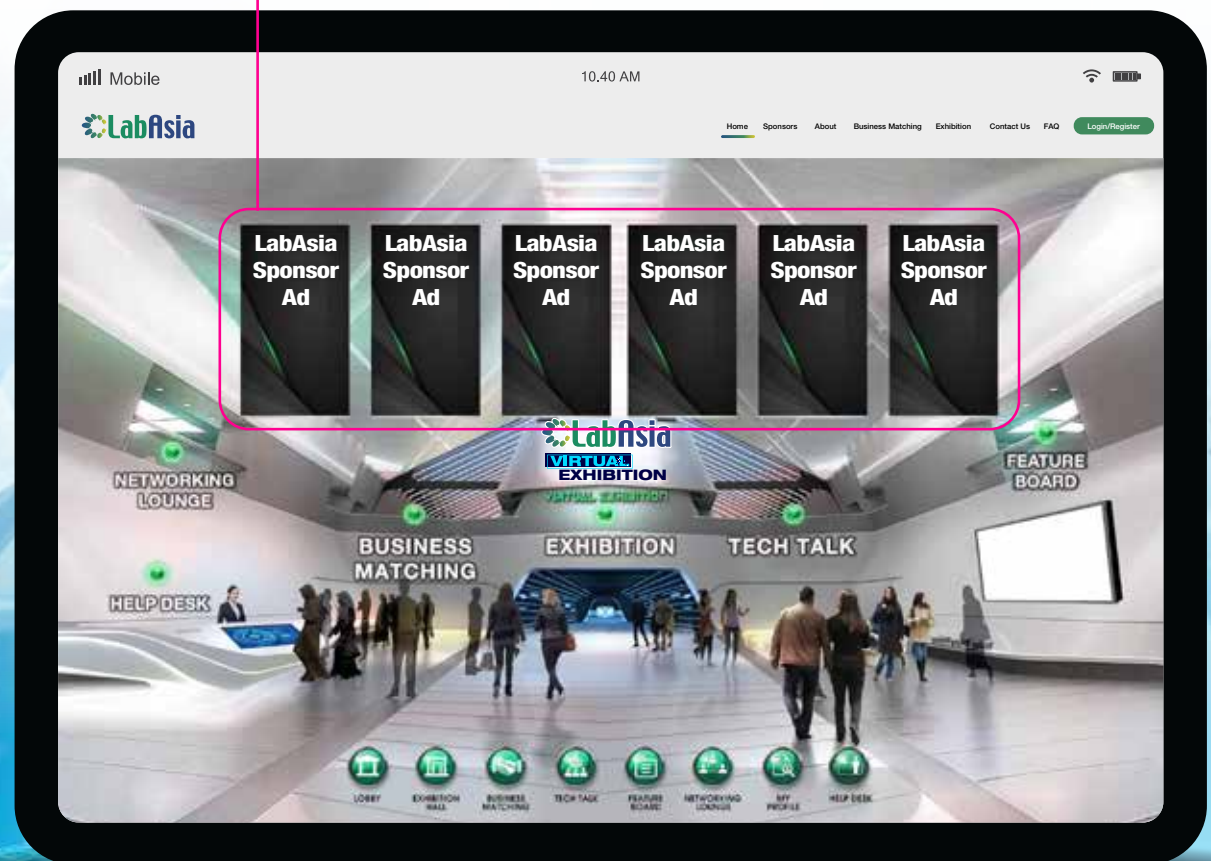 Mobile
10.40 AM
LabAsia
Home Sponsors About Business Matching Exhibition Contact Us FAQ Login/Register
LabAsia LabAsia LabAsia LabAsia LabAsia LabAsia
Sponsor Sponsor Sponsor Sponsor Sponsor Sponsor
Ad Ad Ad Ad Ad Ad
LabAsia
VIRTUAL
EXHIBITION
VIRTUAL EXHIBITION
NETWORKING
LOUNGE
FEATURE
BOARD
BUSINESS
MATCHING
EXHIBITION
TECH TALK
HELP DESK
LOBBY
EXHIBITION
HALL
BUSINESS
MATCHING
TECH TALK
FEATURE
BOARD
NETWORKING
LOUNGE
MY
PROFILE
HELP DESK